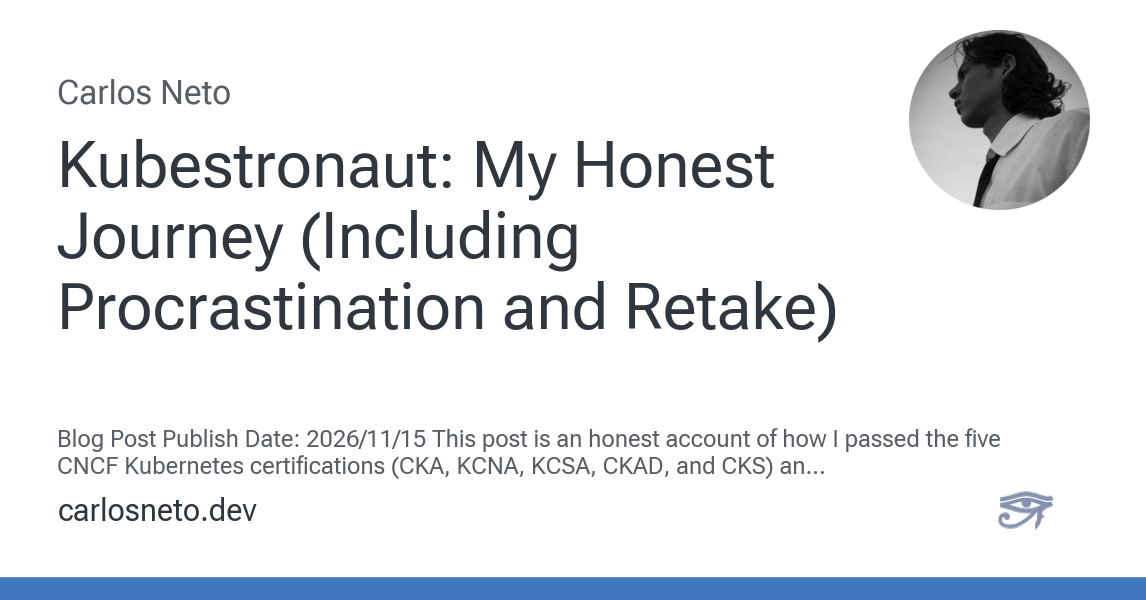 Carlos Neto
Kubestronaut: My Honest
Journey (Including
Procrastination and Retake)
Blog Post Publish Date: 2026/11/15 This post is an honest account of how I passed the five
CNCF Kubernetes certifications (CKA, KCNA, KCSA, CKAD, and CKS) an...
carlosneto.dev